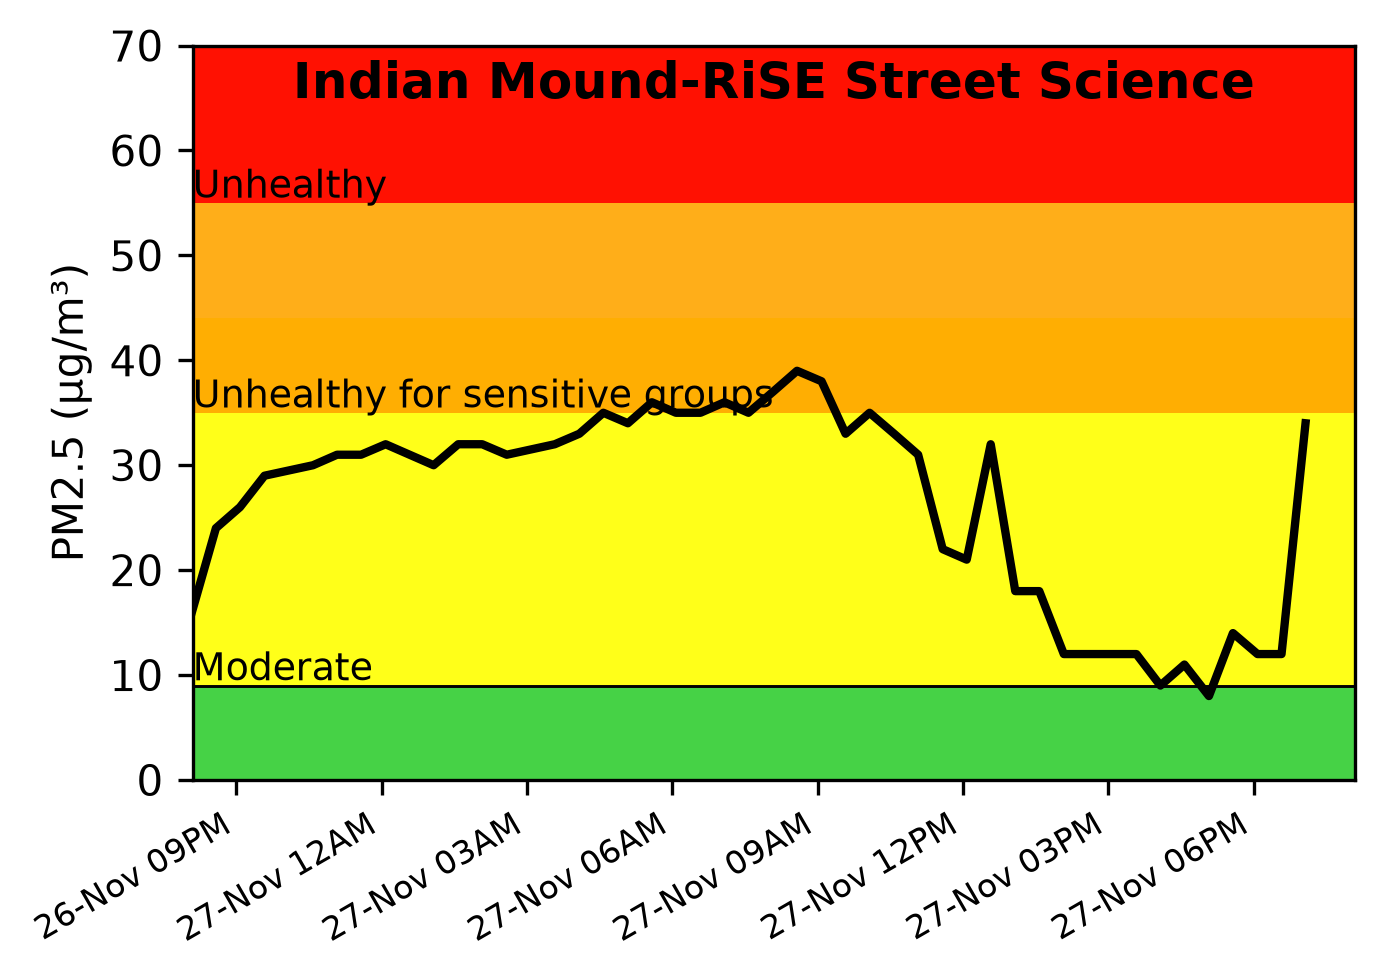 Indian Mound-RiSE Street Science
70
60
Unhealthy
50
40
Unhealthy for sensitive groups
30
20
Moderate
10
0
PM2.5 (µg/m³)
26-Nov 09PM
27-Nov 12AM
27-Nov 03AM
27-Nov 06AM
27-Nov 09AM
27-Nov 12PM
27-Nov 03PM
27-Nov 06PM